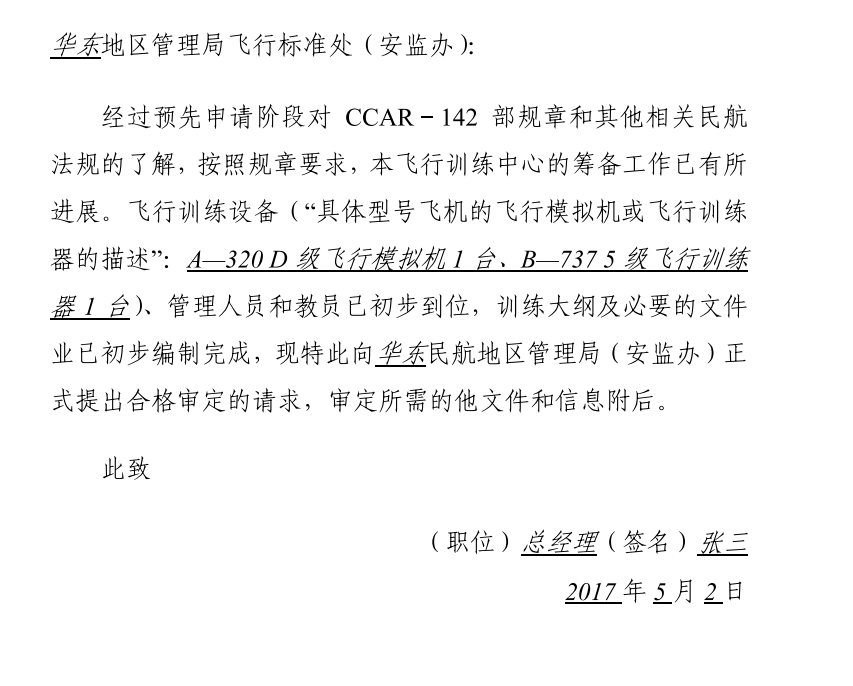 华东地区管理局飞行标准处（安监办）：
经过预先申请阶段对 CCAR－142 部规章和其他相关民航
法规的了解，按照规章要求，本飞行训练中心的筹备工作已有所
进展。飞行训练设备（“具体型号飞机的飞行模拟机或飞行训练
器的描述”：A—320 D 级飞行模拟机 1 台、B—737 5 级飞行训练
器 1 台）、管理人员和教员已初步到位，训练大纲及必要的文件
业已初步编制完成，现特此向华东民航地区管理局（安监办）正
式提出合格审定的请求，审定所需的他文件和信息附后。
此致
（职位）总经理（签名）张三
2017 年 5 月 2 日